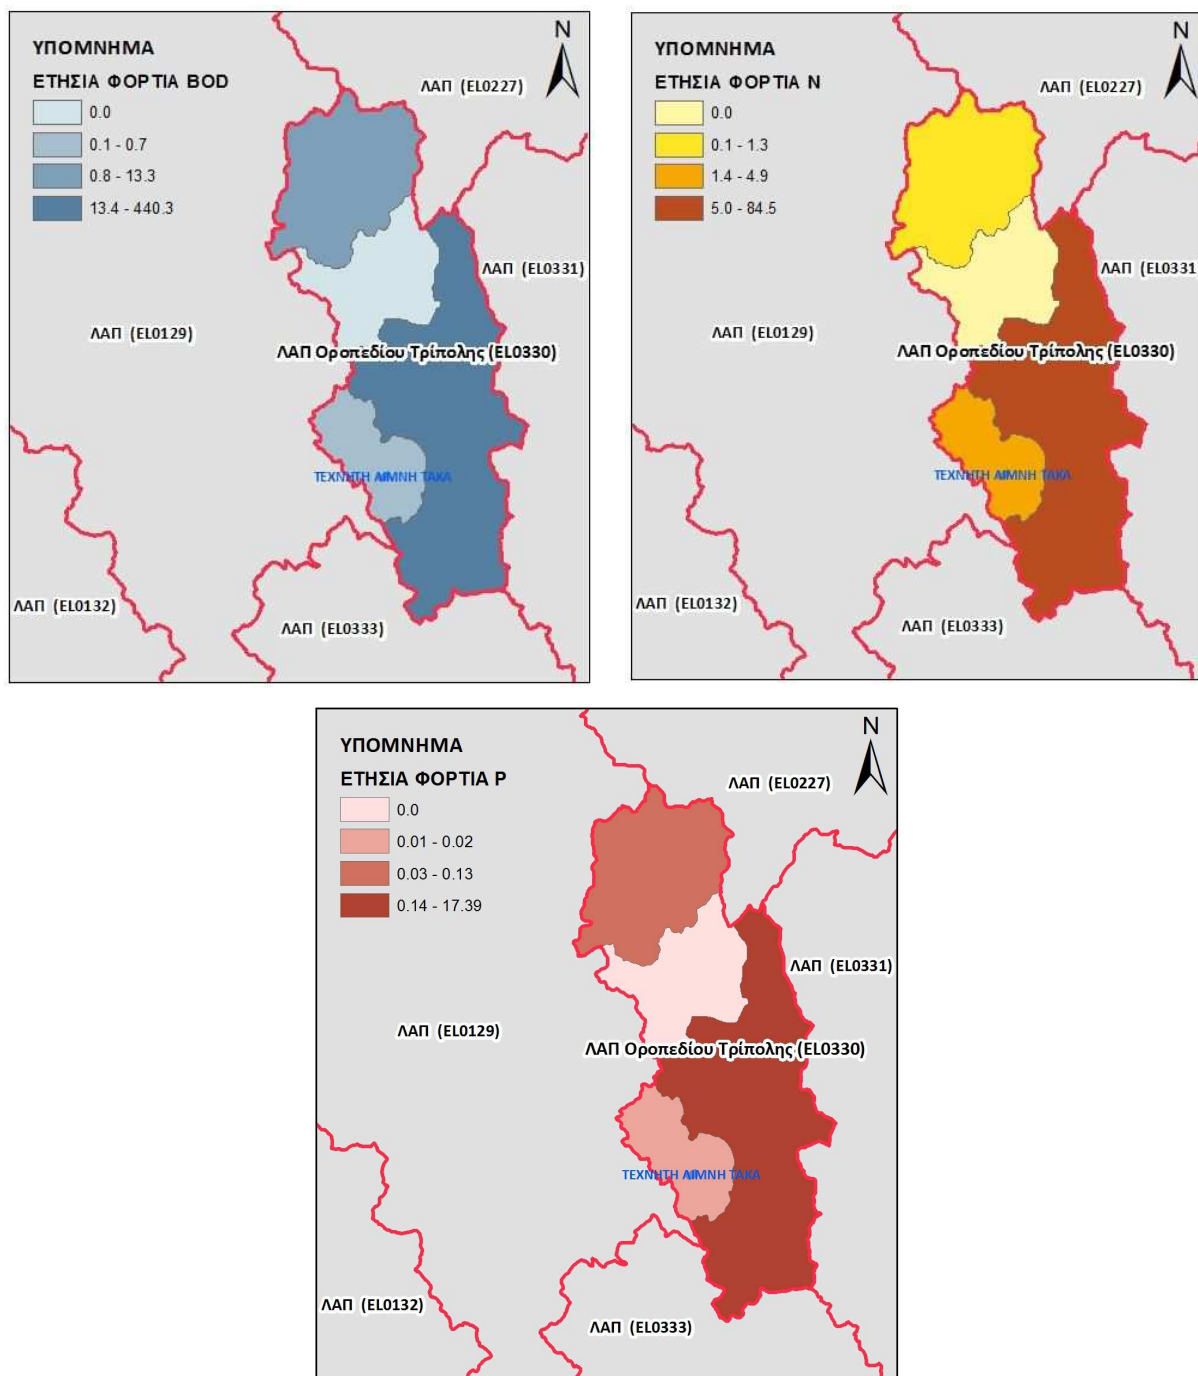 ΥΠΟΜΝΗΜΑ
ΕΤΗΣΙΑ ΦΟΡΤΙΑ BOD
0.0
0.1 - 0.7
0.8 - 13.3
13.4 - 440.3
N
ΛΑΠ (EL0227)
ΛΑΠ (EL0331)
ΛΑΠ (EL0129)
ΛΑΠ Οροπεδίου Τρίπολης (EL0330)
ΤΕΧΝΗΤΗ ΛΙΜΝΗ ΤΑΚΑ
ΛΑΠ (EL0132)
ΛΑΠ (EL0333)
ΥΠΟΜΝΗΜΑ
ΕΤΗΣΙΑ ΦΟΡΤΙΑ N
0.0
0.1 - 1.3
1.4 - 4.9
5.0 - 84.5
N
ΛΑΠ (EL0227)
ΛΑΠ (EL0331
ΛΑΠ (EL0129)
ΛΑΠ Οροπεδίου Τρίπολης (EL0330)
ΤΕΧΝΗΤΗ ΛΙΜΝΗ ΤΑΚΑ
ΛΑΠ (EL0132)
ΛΑΠ (EL0333)
ΥΠΟΜΝΗΜΑ
ΕΤΗΣΙΑ ΦΟΡΤΙΑ P
0.0
0.01 - 0.02
0.03 - 0.13
0.14 - 17.39
N
ΛΑΠ (EL0227)
ΛΑΠ (EL0331)
ΛΑΠ (EL0129)
ΛΑΠ Οροπεδίου Τρίπολης (EL0330)
ΤΕΧΝΗΤΗ ΛΙΜΝΗ ΤΑΚΑ
ΛΑΠ (EL0132)
ΛΑΠ (EL0333)